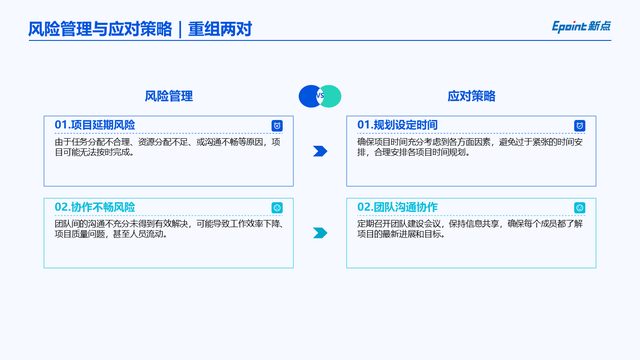 风险管理与应对策略｜重组两对
Epoint新点
风险管理
VS
应对策略
01.项目延期风险
由于任务分配不合理、资源分配不足、或沟通不畅等原因，项
目可能无法按时完成。
01.规划设定时间
确保项目时间充分考虑到各方面因素，避免过于紧张的时间安
排，合理安排各项目时间规划。
02.协作不畅风险
团队间的沟通不充分未得到有效解决，可能导致工作效率下降、
项目质量问题，甚至人员流动。
02.团队沟通协作
定期召开团队建设会议，保持信息共享，确保每个成员都了解
项目的最新进展和目标。